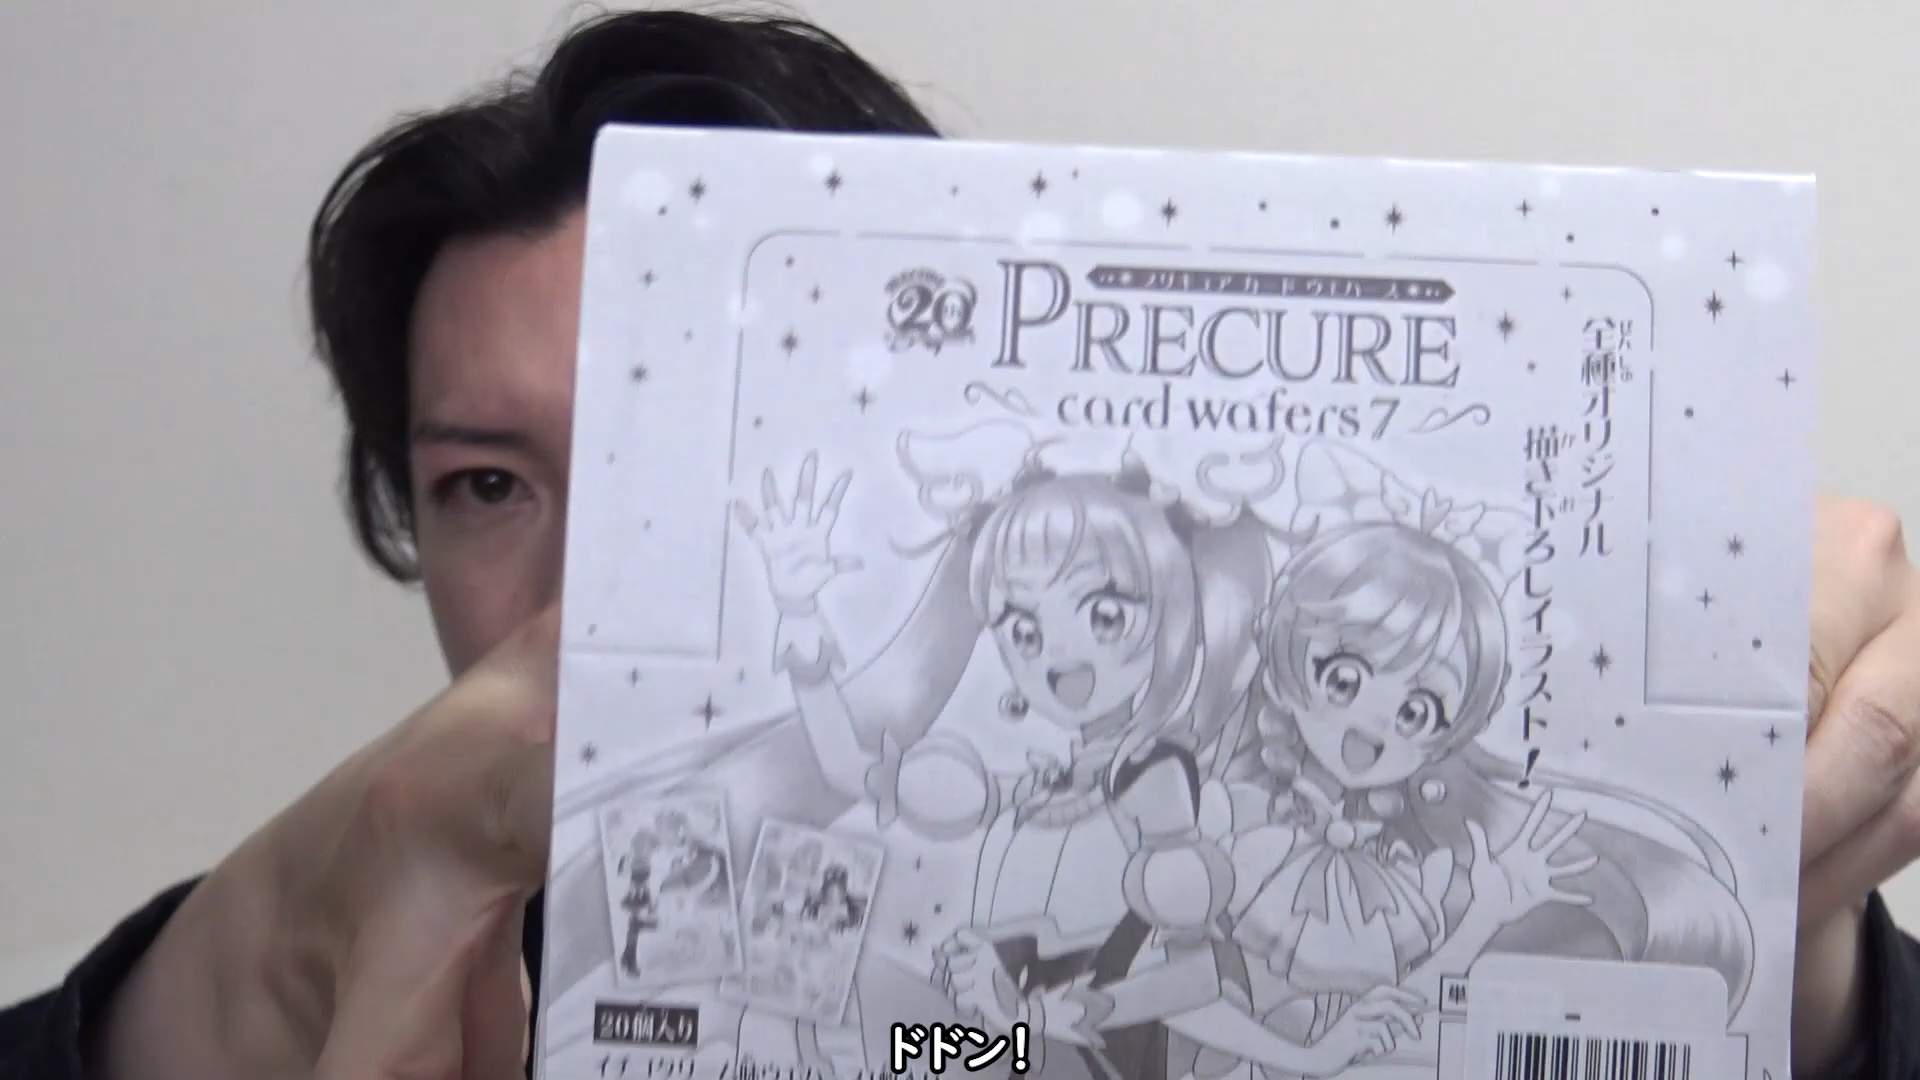 プリキュア カード ウエハース
20
PRECURE
card wafers 7
全種オリジナル
描き下ろしイラスト!
20個入り
ドドン!